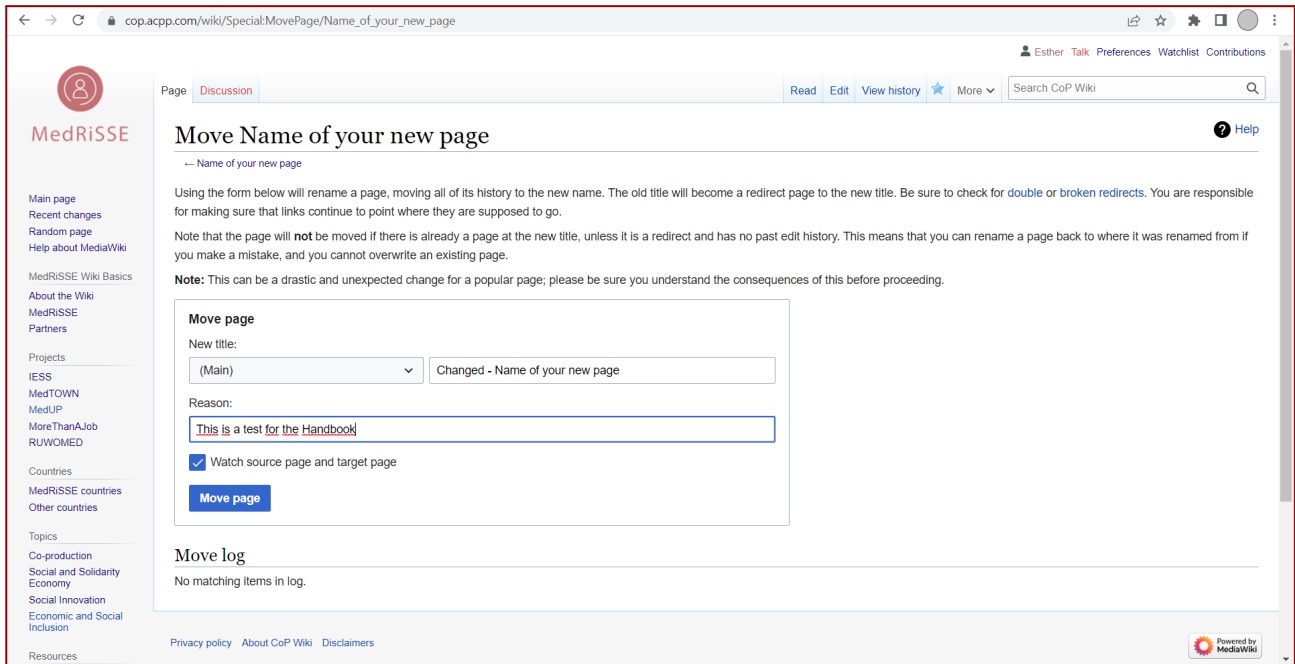 cop.acpp.com/wiki/Special:MovePage/Name_of_your_new_page
Esther Talk Preferences Watchlist Contributions
MedRiSSE
Page Discussion
Read Edit View history More Search CoP Wiki
Move Name of your new page
Help
← Name of your new page
Using the form below will rename a page, moving all of its history to the new name. The old title will become a redirect page to the new title. Be sure to check for double or broken redirects. You are responsible
for making sure that links continue to point where they are supposed to go.
Note that the page will not be moved if there is already a page at the new title, unless it is a redirect and has no past edit history. This means that you can rename a page back to where it was renamed from if
you make a mistake, and you cannot overwrite an existing page.
Note: This can be a drastic and unexpected change for a popular page; please be sure you understand the consequences of this before proceeding.
Move page
New title:
(Main) Changed - Name of your new page
Reason:
This is a test for the Handbook
Watch source page and target page
Move page
Move log
No matching items in log.
Main page
Recent changes
Random page
Help about MediaWiki
MedRiSSE Wiki Basics
About the Wiki
MedRiSSE
Partners
Projects
IESS
MedTOWN
MedUP
MoreThanAJob
RUWOMED
Countries
MedRiSSE countries
Other countries
Topics
Co-production
Social and Solidarity
Economy
Social Innovation
Economic and Social
Inclusion
Resources
Privacy policy About CoP Wiki Disclaimers
Powered by
MediaWiki